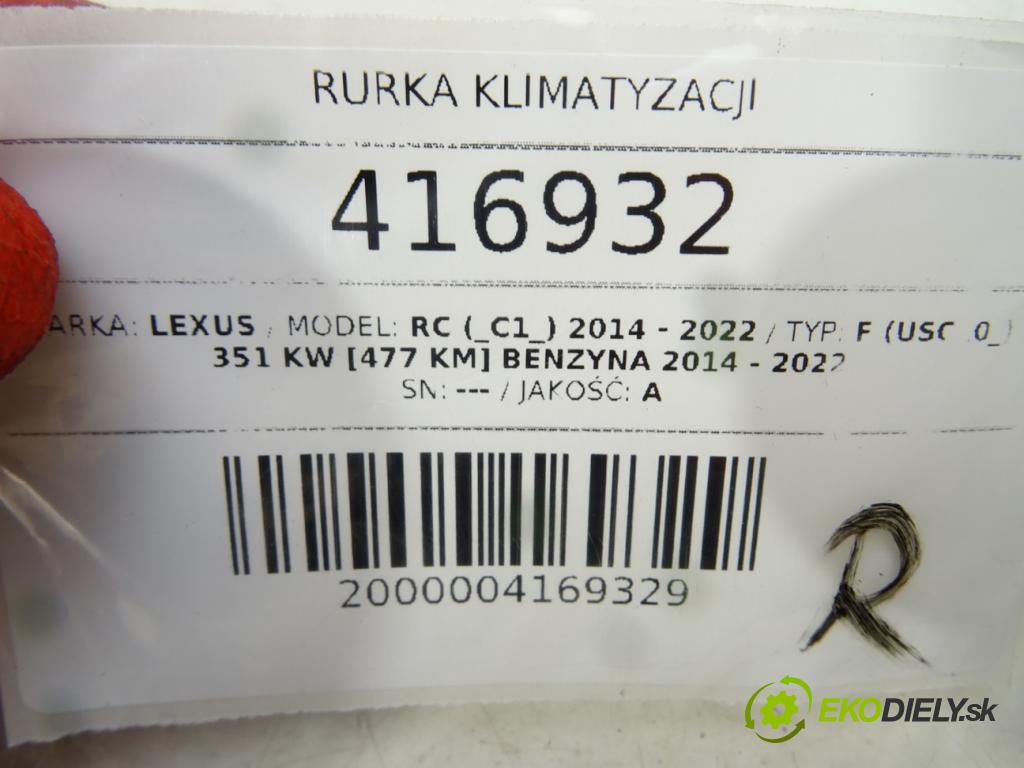 RURKA KLIMATYZACJI
416932
ARKA: LEXUS / MODEL: RC (_C1_) 2014 - 2022 / TYP: F (USC 0_)
351 KW [477 KM] BENZYNA 2014 - 2022
SN: --- / JAKOŚĆ: A
2000004169329
R
EKODIELY.sk